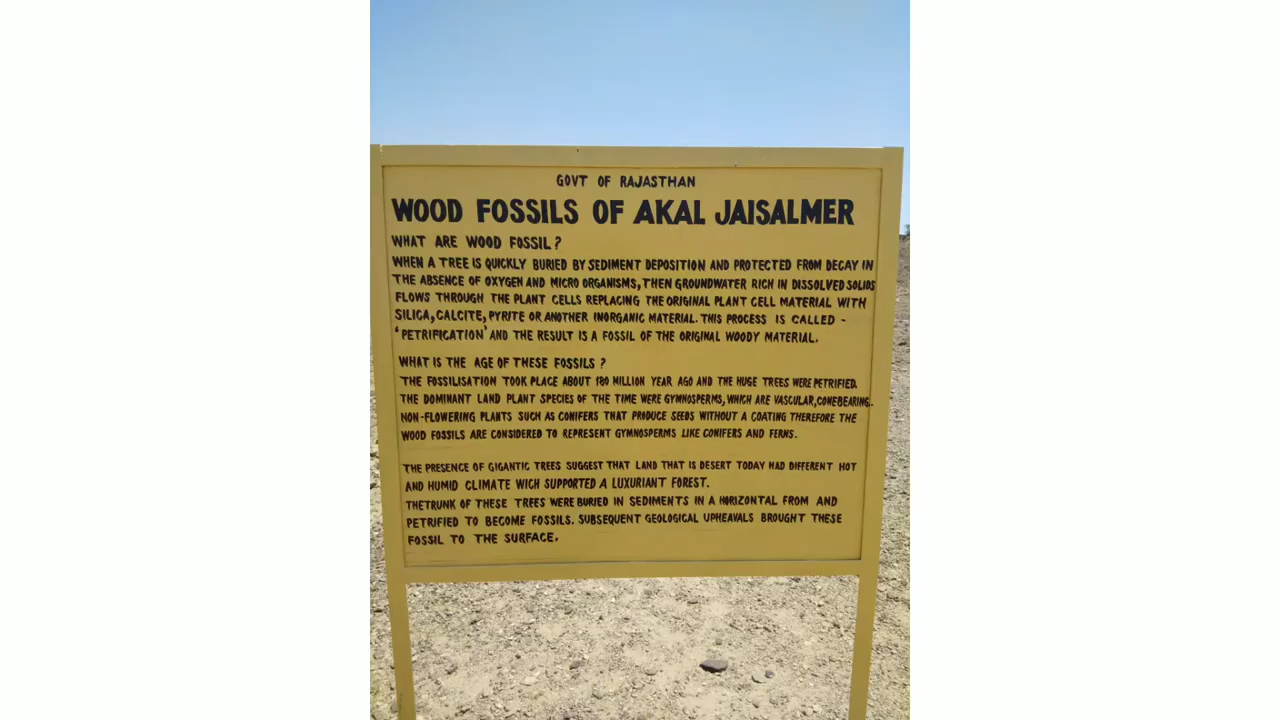 GOVT OF RAJASTHAN
WOOD FOSSILS OF AKAL JAISALMER
WHAT ARE WOOD FOSSIL?
WHEN A TREE IS QUICKLY BURIED BY SEDIMENT DEPOSITION AND PROTECTED FROM DECAY IN
THE ABSENCE OF OXYGEN AND MICRO ORGANISMS, THEN GROUNDWATER RICH IN DISSOLVED SOLIDS
FLOWS THROUGH THE PLANT CELLS REPLACING THE ORIGINAL PLANT CELL MATERIAL WITH
SILICA, CALCITE, PYRITE OR ANOTHER INORGANIC MATERIAL. THIS PROCESS IS CALLED -
'PETRIFICATION' AND THE RESULT IS A FOSSIL OF THE ORIGINAL WOODY MATERIAL.
WHAT IS THE AGE OF THESE FOSSILS?
THE FOSSILISATION TOOK PLACE ABOUT 180 MILLION YEAR AGO AND THE HUGE TREES WERE PETRIFIED.
THE DOMINANT LAND PLANT SPECIES OF THE TIME WERE GYMNOSPERMS, WHICH ARE VASCULAR, CONEBEARING.
NON-FLOWERING PLANTS SUCH AS CONIFERS THAT PRODUCE SEEDS WITHOUT A COATING THEREFORE THE
WOOD FOSSILS ARE CONSIDERED TO REPRESENT GYMNOSPERMS LIKE CONIFERS AND FERNS.
THE PRESENCE OF GIGANTIC TREES SUGGEST THAT LAND THAT IS DESERT TODAY HAD DIFFERENT HOT
AND HUMID CLIMATE WICH SUPPORTED A LUXURIANT FOREST.
THETRUNK OF THESE TREES WERE BURIED IN SEDIMENTS IN A HORIZONTAL FROM AND
PETRIFIED TO BECOME FOSSILS. SUBSEQUENT GEOLOGICAL UPHEAVALS BROUGHT THESE
FOSSIL TO THE SURFACE.